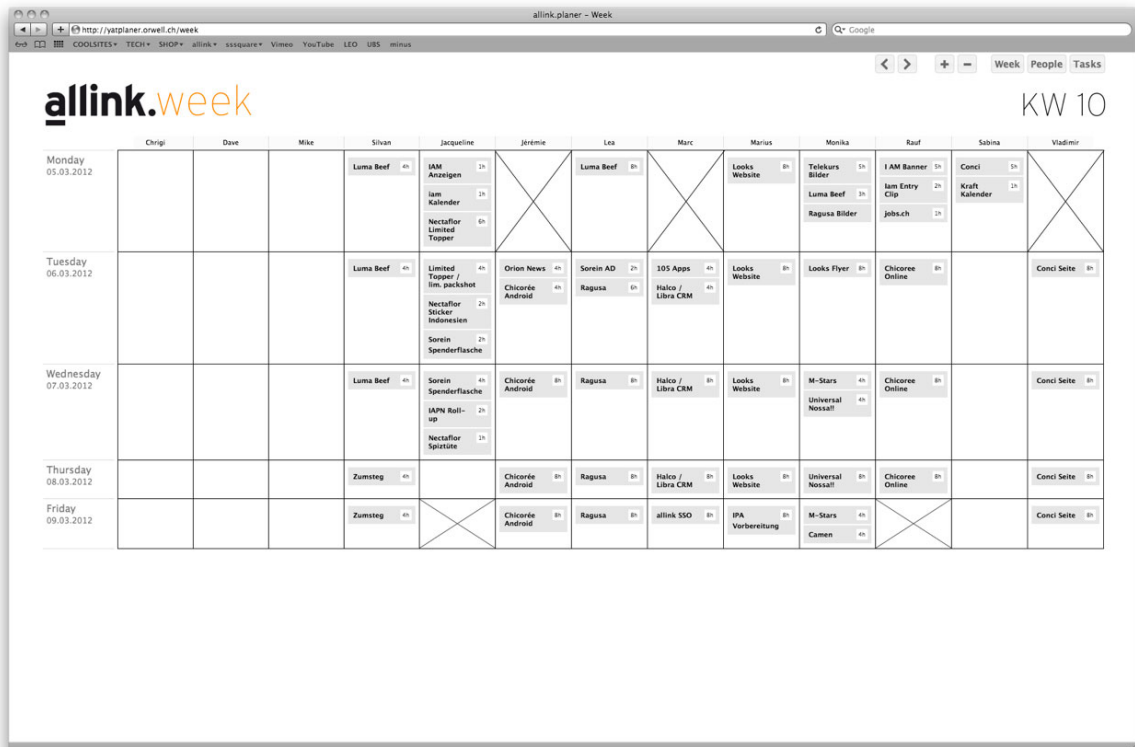 allink.planer – Week
http://yatplaner.orwell.ch/week
Google
COOLSITES TECH SHOP allink sssquare Vimeo YouTube LEO UBS minus
Week People Tasks
allink.week
KW 10
Chrigi Dave Mike Silvan Jacqueline Jérémie Lea Marc Marius Monika Rauf Sabina Vladimir
Monday
05.03.2012
Luma Beef 4h
IAM 1h
Anzeigen
iam 1h
Kalender
Nectaflor 6h
Limited
Topper
Luma Beef 8h
Looks 8h
Website
Telekurs 5h
Bilder
Luma Beef 3h
Ragusa Bilder
I AM Banner 5h
Iam Entry 2h
Clip
jobs.ch 1h
Conci 5h
Kraft 1h
Kalender
Tuesday
06.03.2012
Luma Beef 4h
Limited 4h
Topper /
lim. packshot
Nectaflor 2h
Sticker
Indonesien
Sorein 2h
Spenderflasche
Orion News 4h
Chicorée 4h
Android
Sorein AD 2h
Ragusa 6h
105 Apps 4h
Halco / 4h
Libra CRM
Looks 8h
Website
Looks Flyer 8h
Chicoree 8h
Online
Conci Seite 8h
Wednesday
07.03.2012
Luma Beef 4h
Sorein 4h
Spenderflasche
IAPN Roll- 2h
up
Nectaflor 1h
Spiztüte
Chicorée 8h
Android
Ragusa 8h
Halco / 8h
Libra CRM
Looks 8h
Website
M-Stars 4h
Universal 4h
Nossa!!
Chicoree 8h
Online
Conci Seite 8h
Thursday
08.03.2012
Zumsteg 4h
Chicorée 8h
Android
Ragusa 8h
Halco / 8h
Libra CRM
Looks 8h
Website
Universal 8h
Nossa!!
Chicoree 8h
Online
Conci Seite 8h
Friday
09.03.2012
Zumsteg 4h
Chicorée 8h
Android
Ragusa 8h
allink SSO 8h
IPA 8h
Vorbereitung
M-Stars 4h
Camen 4h
Conci Seite 8h